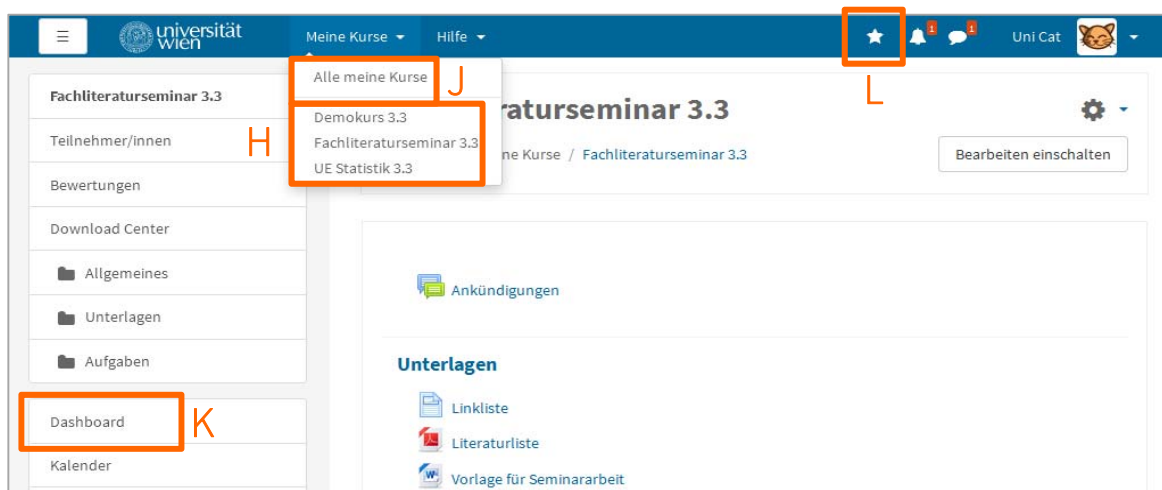 ☰ universität wien Meine Kurse Hilfe 1 1 Uni Cat
L
Alle meine Kurse J
H Demokurs 3.3
Fachliteraturseminar 3.3
UE Statistik 3.3
Fachliteraturseminar 3.3
Teilnehmer/innen
Bewertungen
Download Center
Allgemeines
Unterlagen
Aufgaben
Dashboard K
Kalender
raturseminar 3.3
ne Kurse / Fachliteraturseminar 3.3
Bearbeiten einschalten
Ankündigungen
Unterlagen
Linkliste
Literaturliste
Vorlage für Seminararbeit